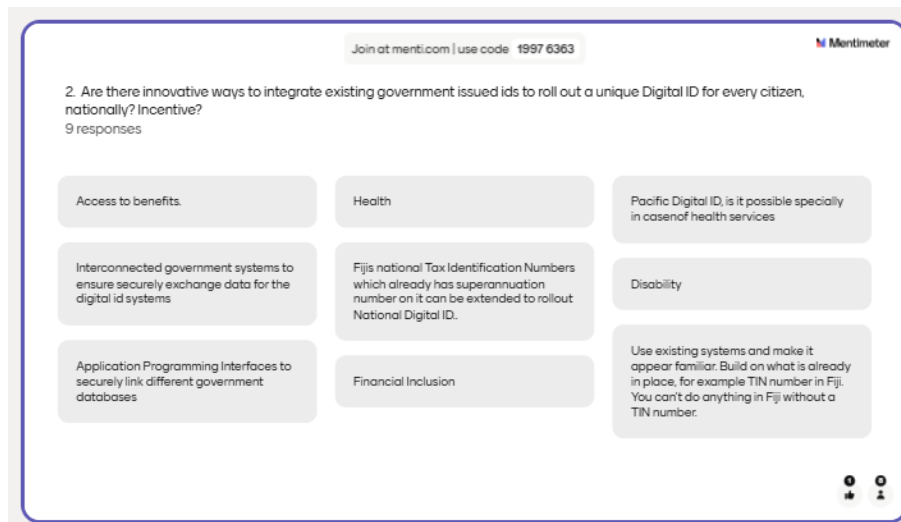 Join at menti.com | use code 1997 6363
Mentimeter
2. Are there innovative ways to integrate existing government issued ids to roll out a unique Digital ID for every citizen,
nationally? Incentive?
9 responses
Access to benefits.
Interconnected government systems to
ensure securely exchange data for the
digital id systems
Application Programming Interfaces to
securely link different government
databases
Health
Fijis national Tax Identification Numbers
which already has superannuation
number on it can be extended to rollout
National Digital ID..
Financial Inclusion
Pacific Digital ID, is it possible specially
in casenof health services
Disability
Use existing systems and make it
appear familiar. Build on what is already
in place, for example TIN number in Fiji.
You can't do anything in Fiji without a
TIN number.